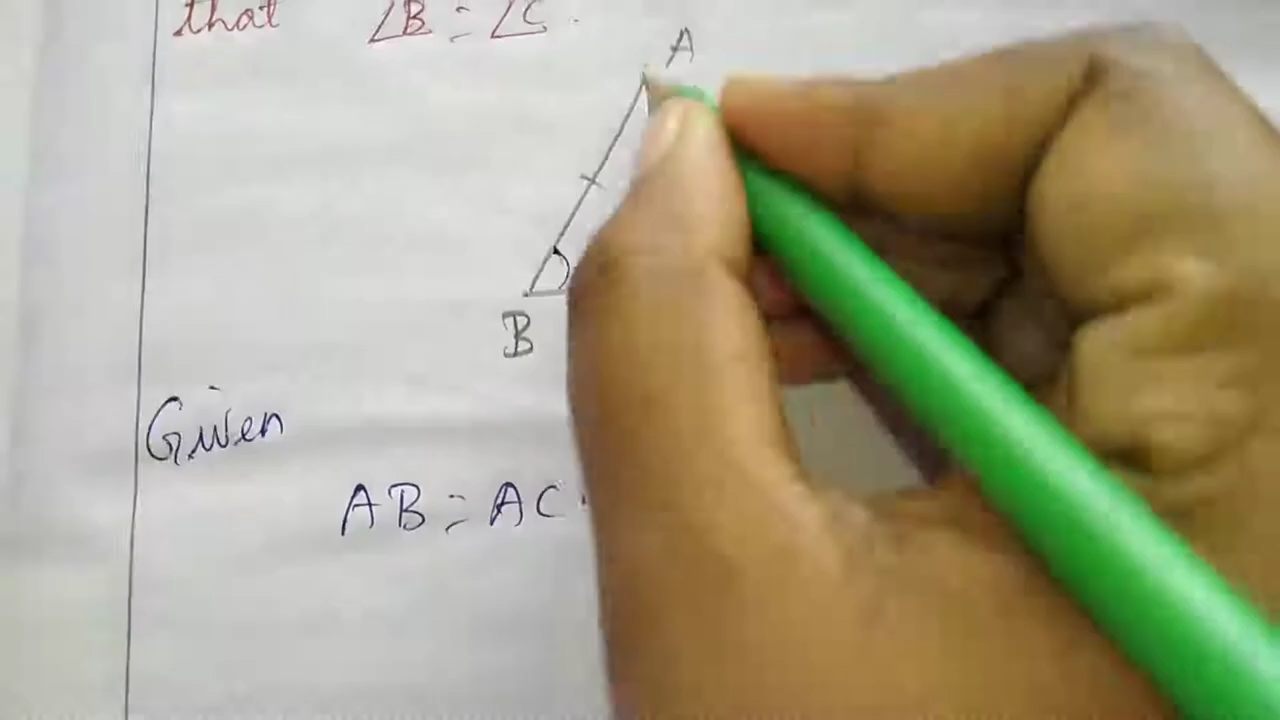 that ∠B = ∠C.
A
B
Given
AB = AC.